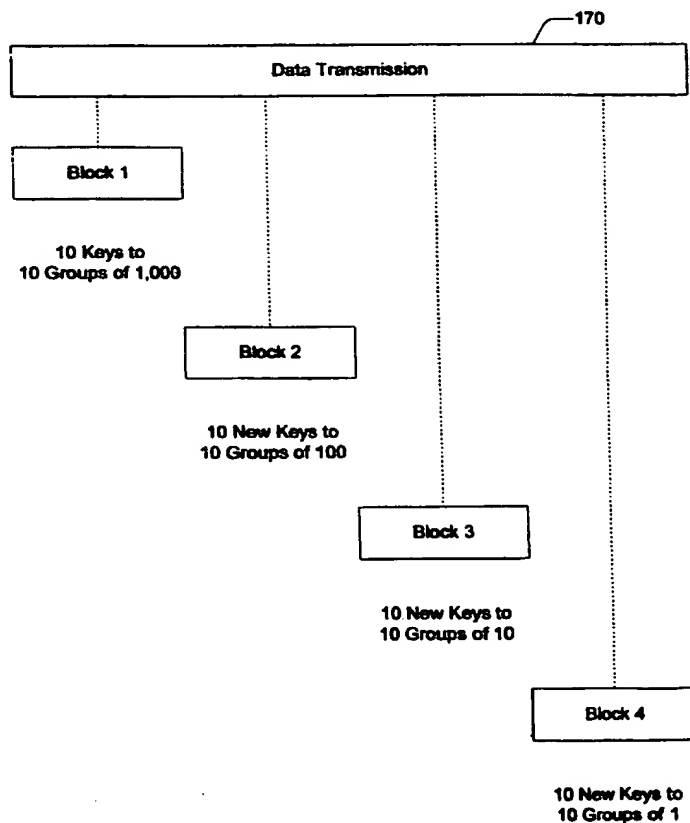 170
Data Transmission
Block 1
10 Keys to
10 Groups of 1,000
Block 2
10 New Keys to
10 Groups of 100
Block 3
10 New Keys to
10 Groups of 10
Block 4
10 New Keys to
10 Groups of 1